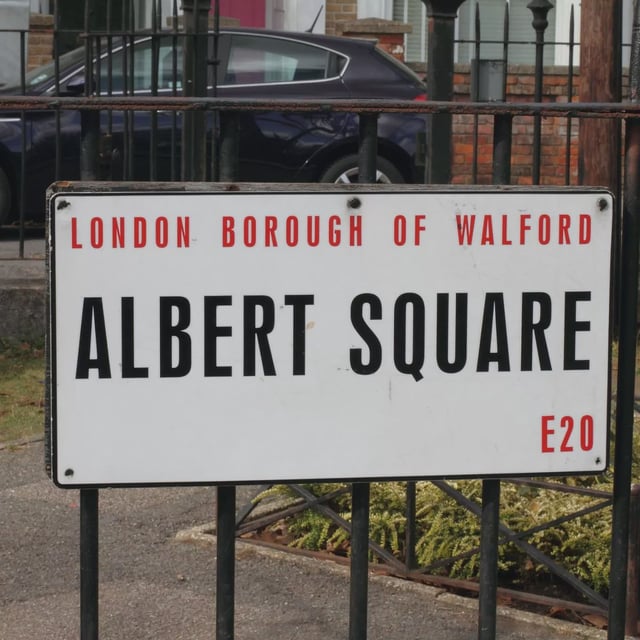 LONDON BOROUGH OF WALFORD
ALBERT SQUARE
E20